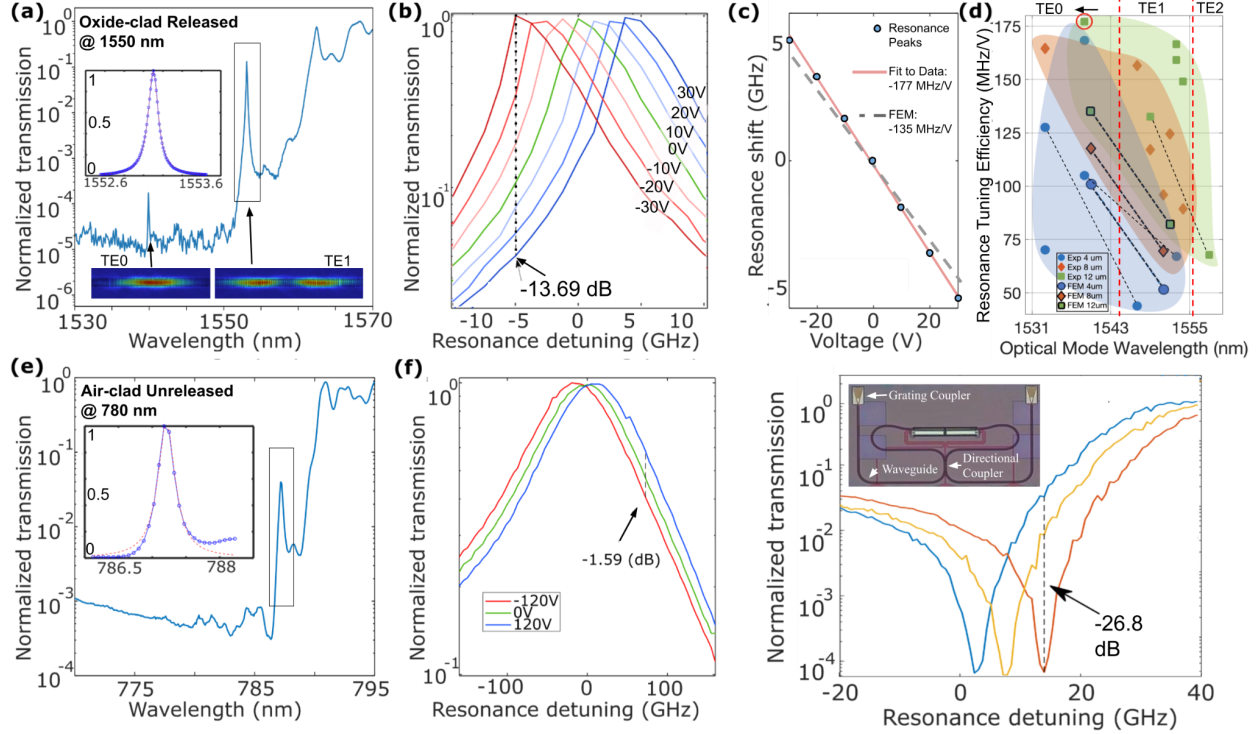 (a) Oxide-clad Released
@ 1550 nm
Normalized transmission
10^0
10^-1
10^-2
10^-3
10^-4
10^-5
10^-6
1
0.5
0
1552.6 1553.6
TE0
TE1
1530 1550 1570
Wavelength (nm)
(b)
Normalized transmission
10^0
10^-1
30V
20V
10V
0V
-10V
-20V
-30V
-13.69 dB
-10 -5 0 5 10
Resonance detuning (GHz)
(c)
Resonance shift (GHz)
5
0
-5
Resonance
Peaks
Fit to Data:
-177 MHz/V
FEM:
-135 MHz/V
-20 0 20
Voltage (V)
(d) TE0 TE1 TE2
Resonance Tuning Efficiency (MHz/V)
175
150
125
100
75
50
Exp 4 um
Exp 8 um
Exp 12 um
FEM 4um
FEM 8um
FEM 12um
1531 1543 1555
Optical Mode Wavelength (nm)
(e) Air-clad Unreleased
@ 780 nm
Normalized transmission
10^0
10^-1
10^-2
10^-3
10^-4
1
0.5
0
786.5 788
775 785 795
Wavelength (nm)
(f)
Normalized transmission
10^0
10^-1
-1.59 (dB)
-120V
0V
120V
-100 0 100
Resonance detuning (GHz)
Normalized transmission
10^0
10^-1
10^-2
10^-3
10^-4
Grating Coupler
Waveguide
Directional
Coupler
-26.8
dB
-20 0 20 40
Resonance detuning (GHz)